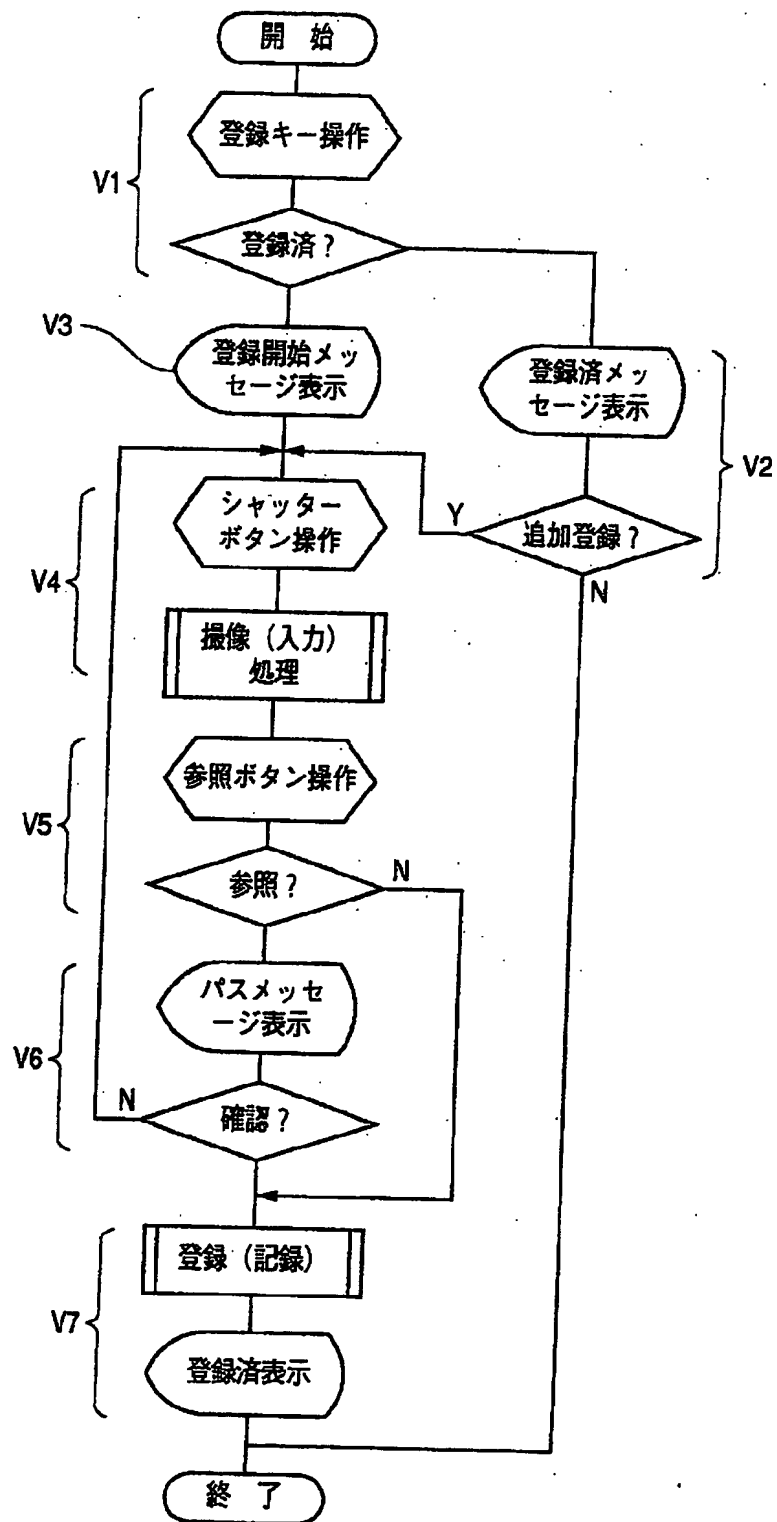 開 始
登録キー操作
V1
登録済?
V3
登録開始メッ
セージ表示
登録済メッ
セージ表示
V2
追加登録?
Y
N
シャッター
ボタン操作
V4
撮像(入力)
処理
参照ボタン操作
V5
参照?
N
パスメッセ
ージ表示
V6
N
確認?
登録(記録)
V7
登録済表示
終 了